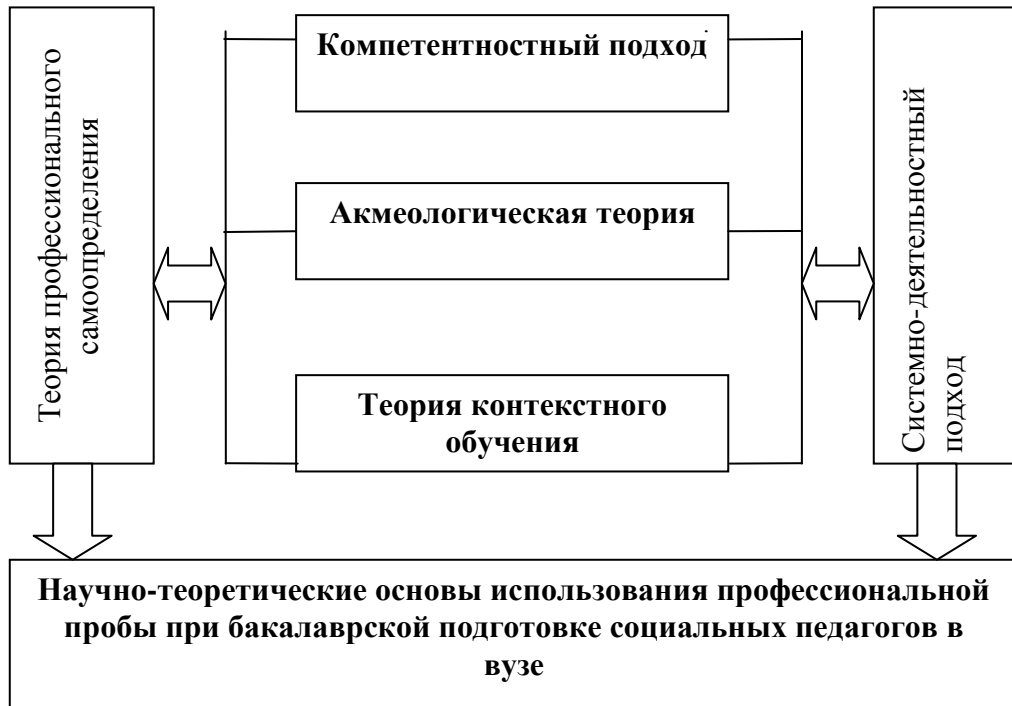 Теория профессионального
самоопределения
Компетентностный подход
Акмеологическая теория
Теория контекстного
обучения
Системно-деятельностный
подход
Научно-теоретические основы использования профессиональной
пробы при бакалаврской подготовке социальных педагогов в
вузе